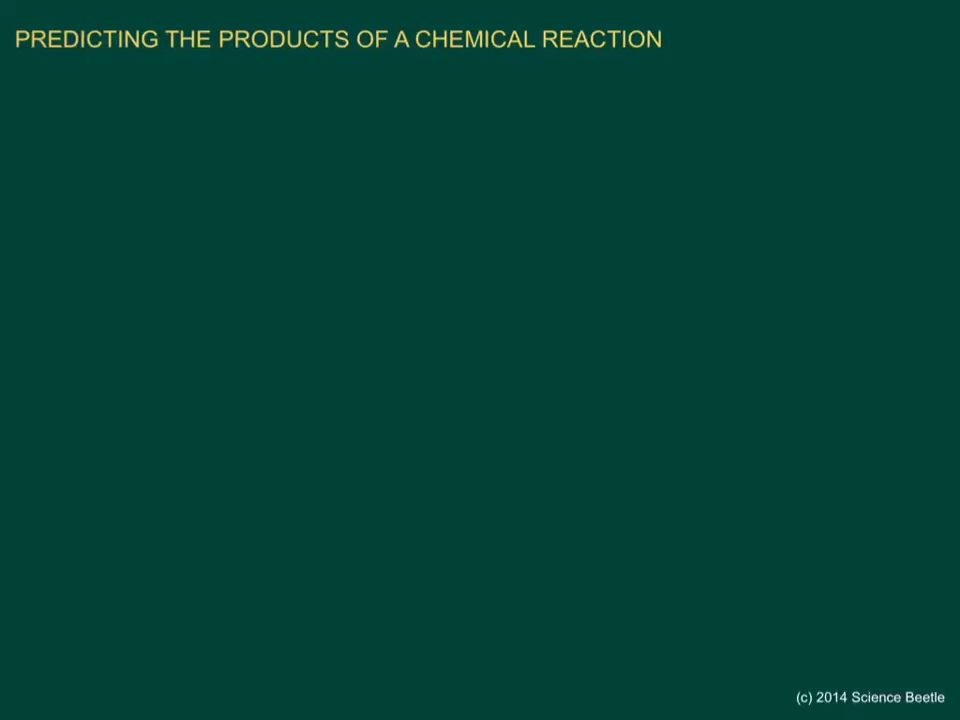 PREDICTING THE PRODUCTS OF A CHEMICAL REACTION
(c) 2014 Science Beetle